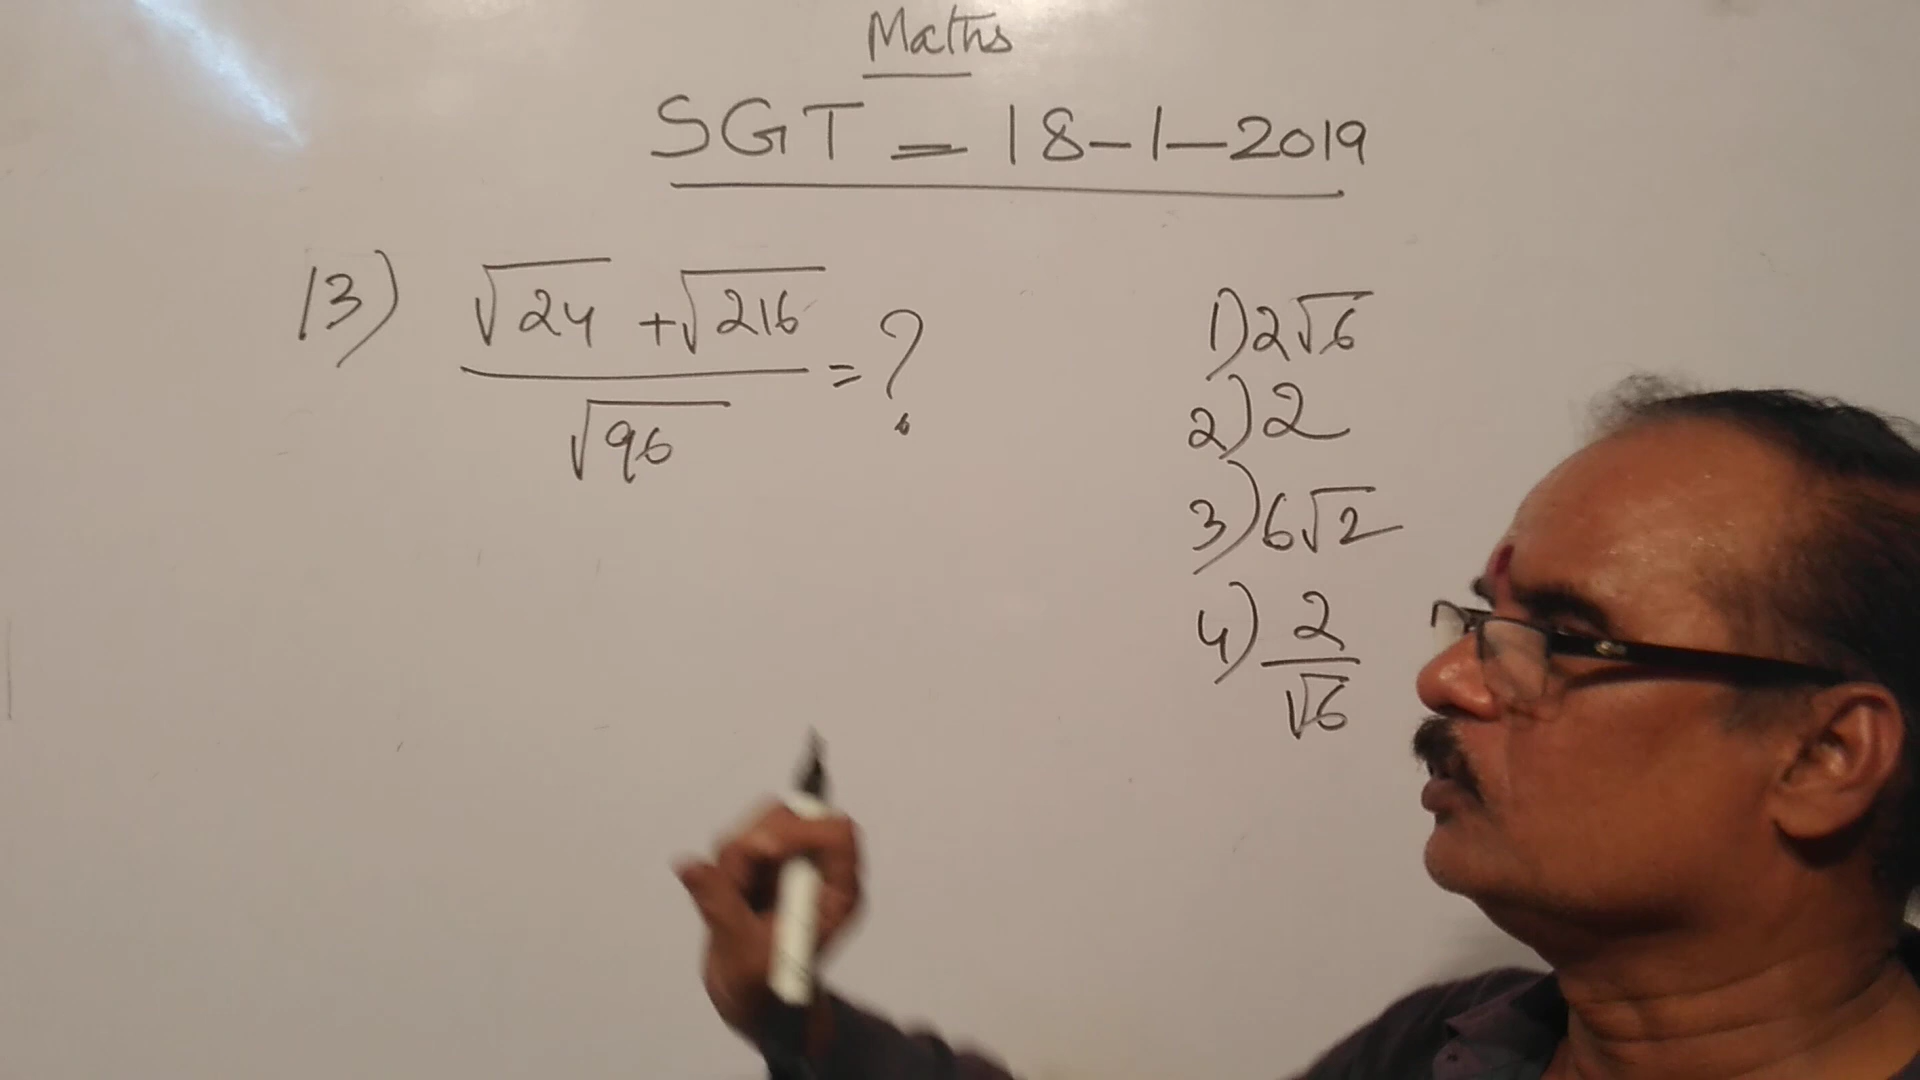 Maths
SGT = 18-1-2019
13) √24 + √216 / √96 = ?
1) 2√6
2) 2
3) 6√2
4) 2/√6